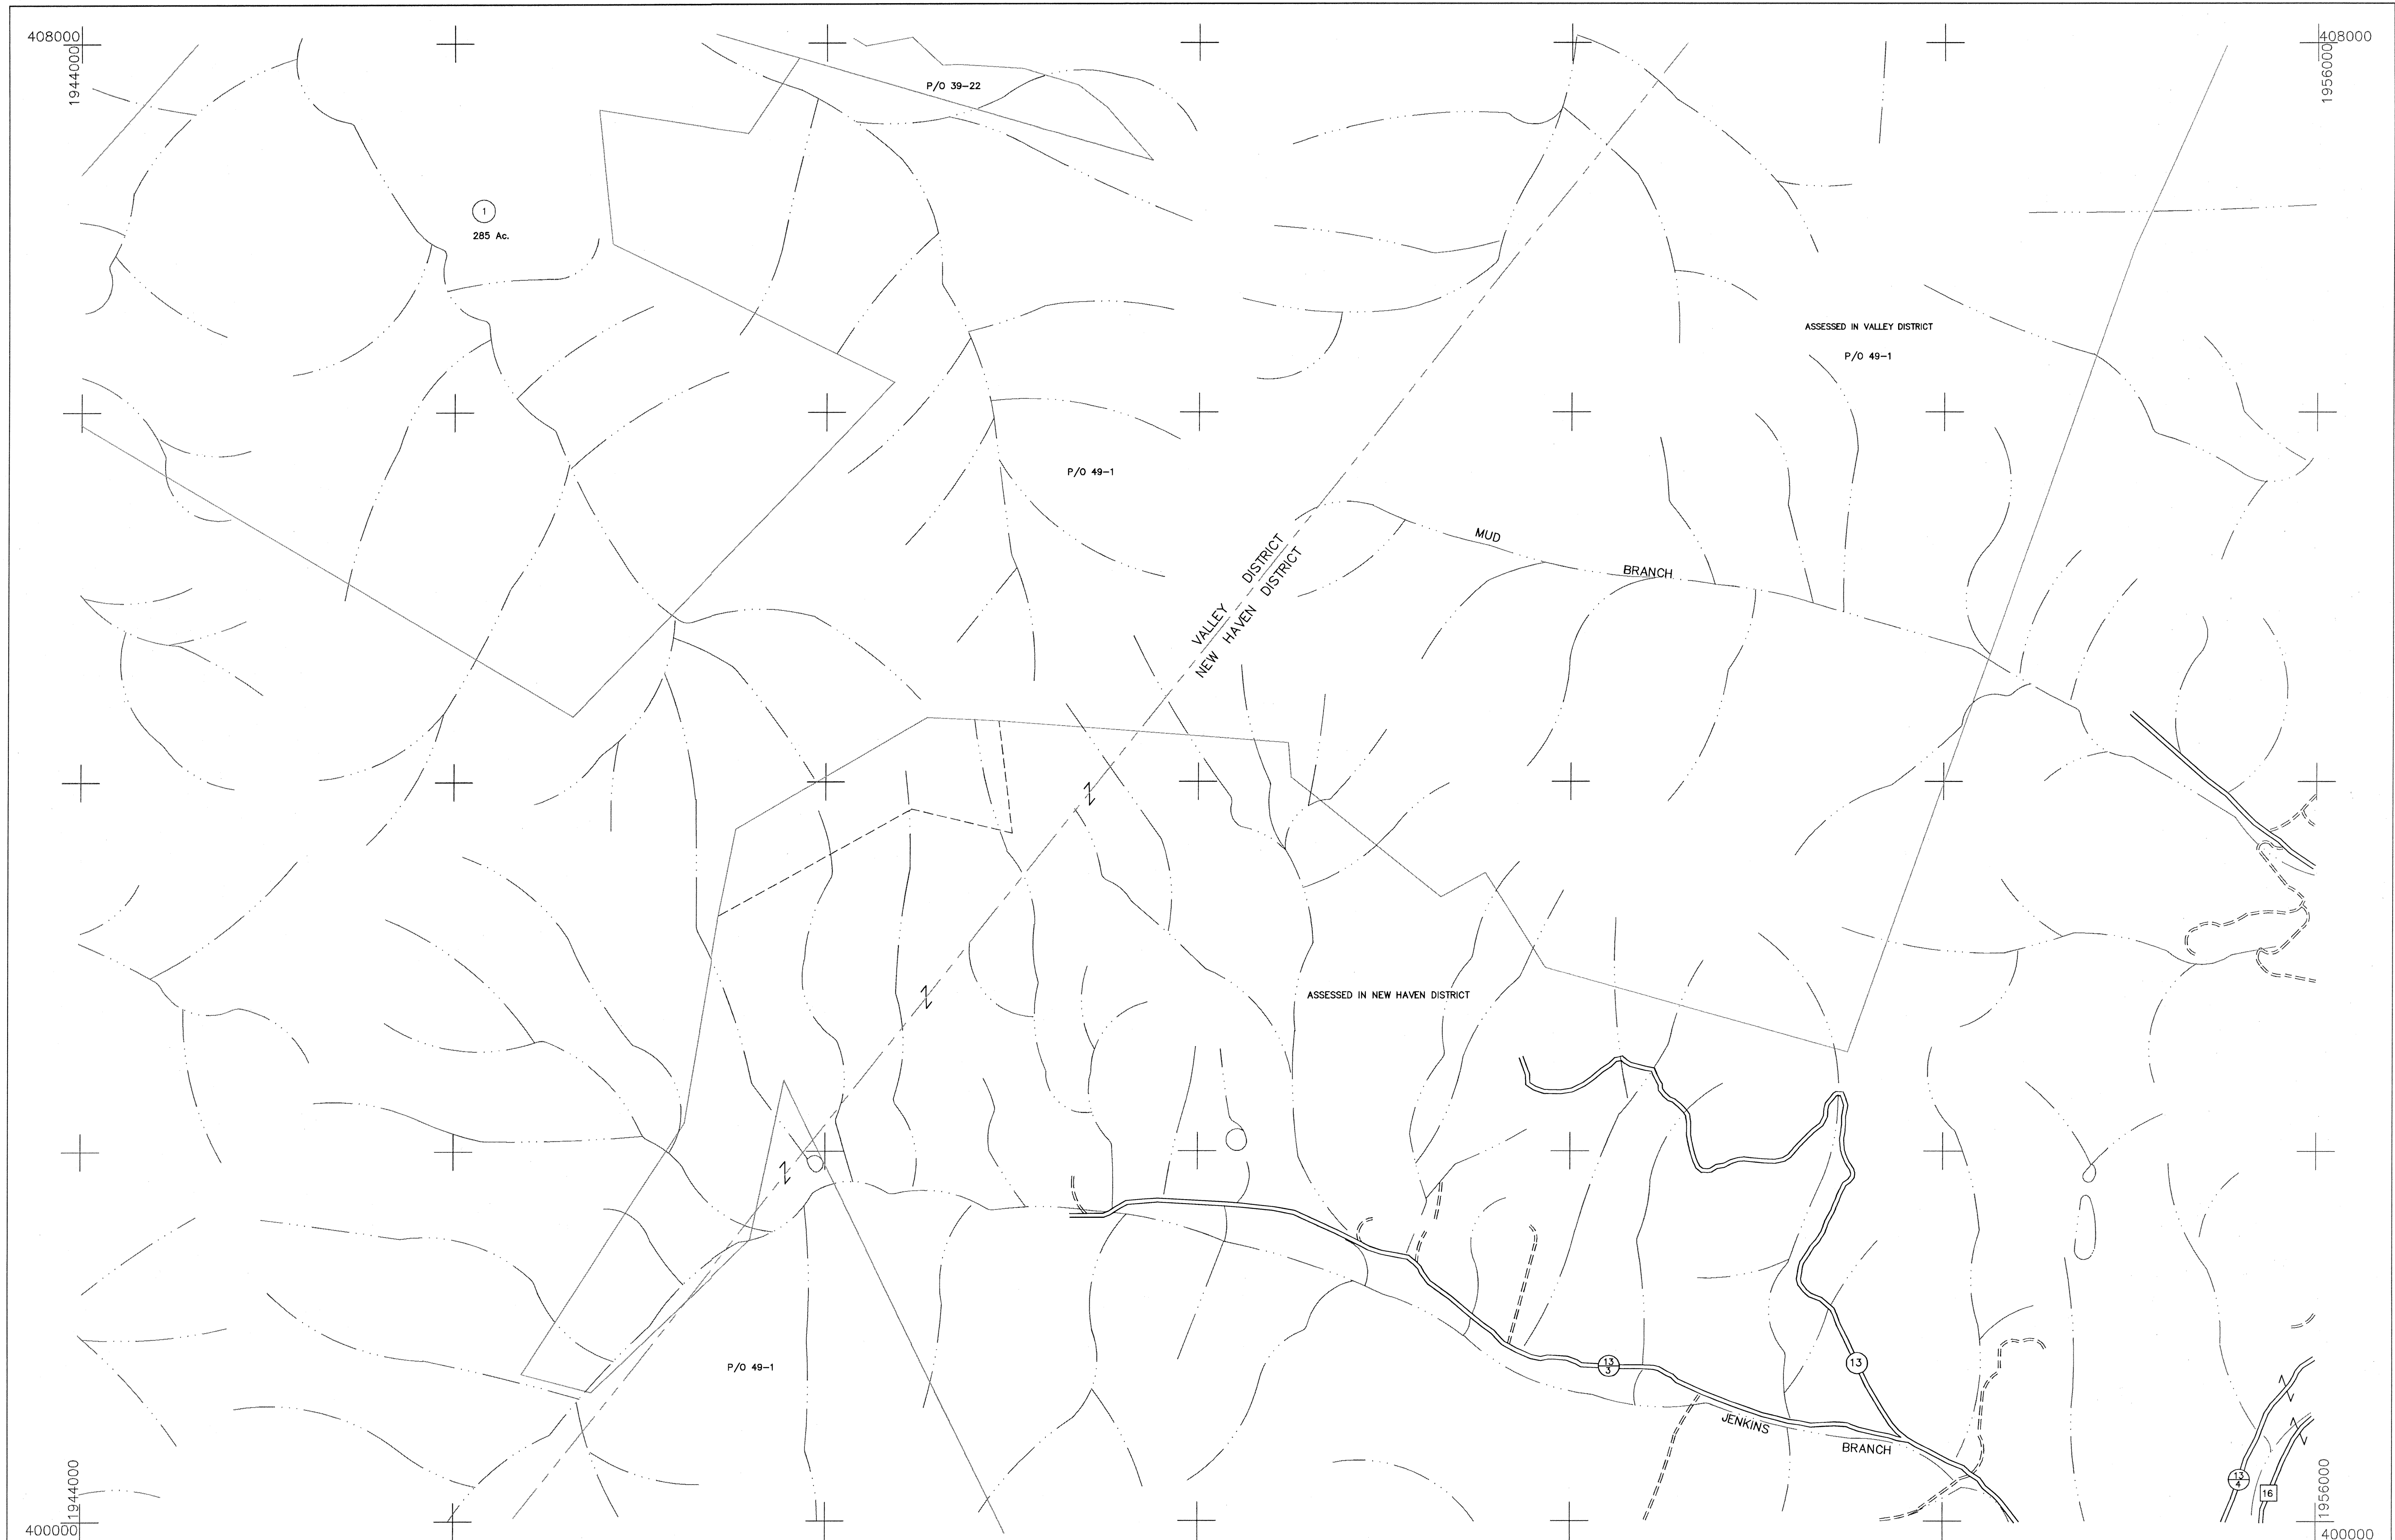 408000
1944000
408000
1956000
P/O 39-22
1
285 Ac.
ASSESSED IN VALLEY DISTRICT
P/O 49-1
P/O 49-1
MUD
BRANCH
VALLEY DISTRICT
NEW HAVEN DISTRICT
ASSESSED IN NEW HAVEN DISTRICT
P/O 49-1
13
3
13
JENKINS
BRANCH
13
4
16
1944000
400000
1956000
400000